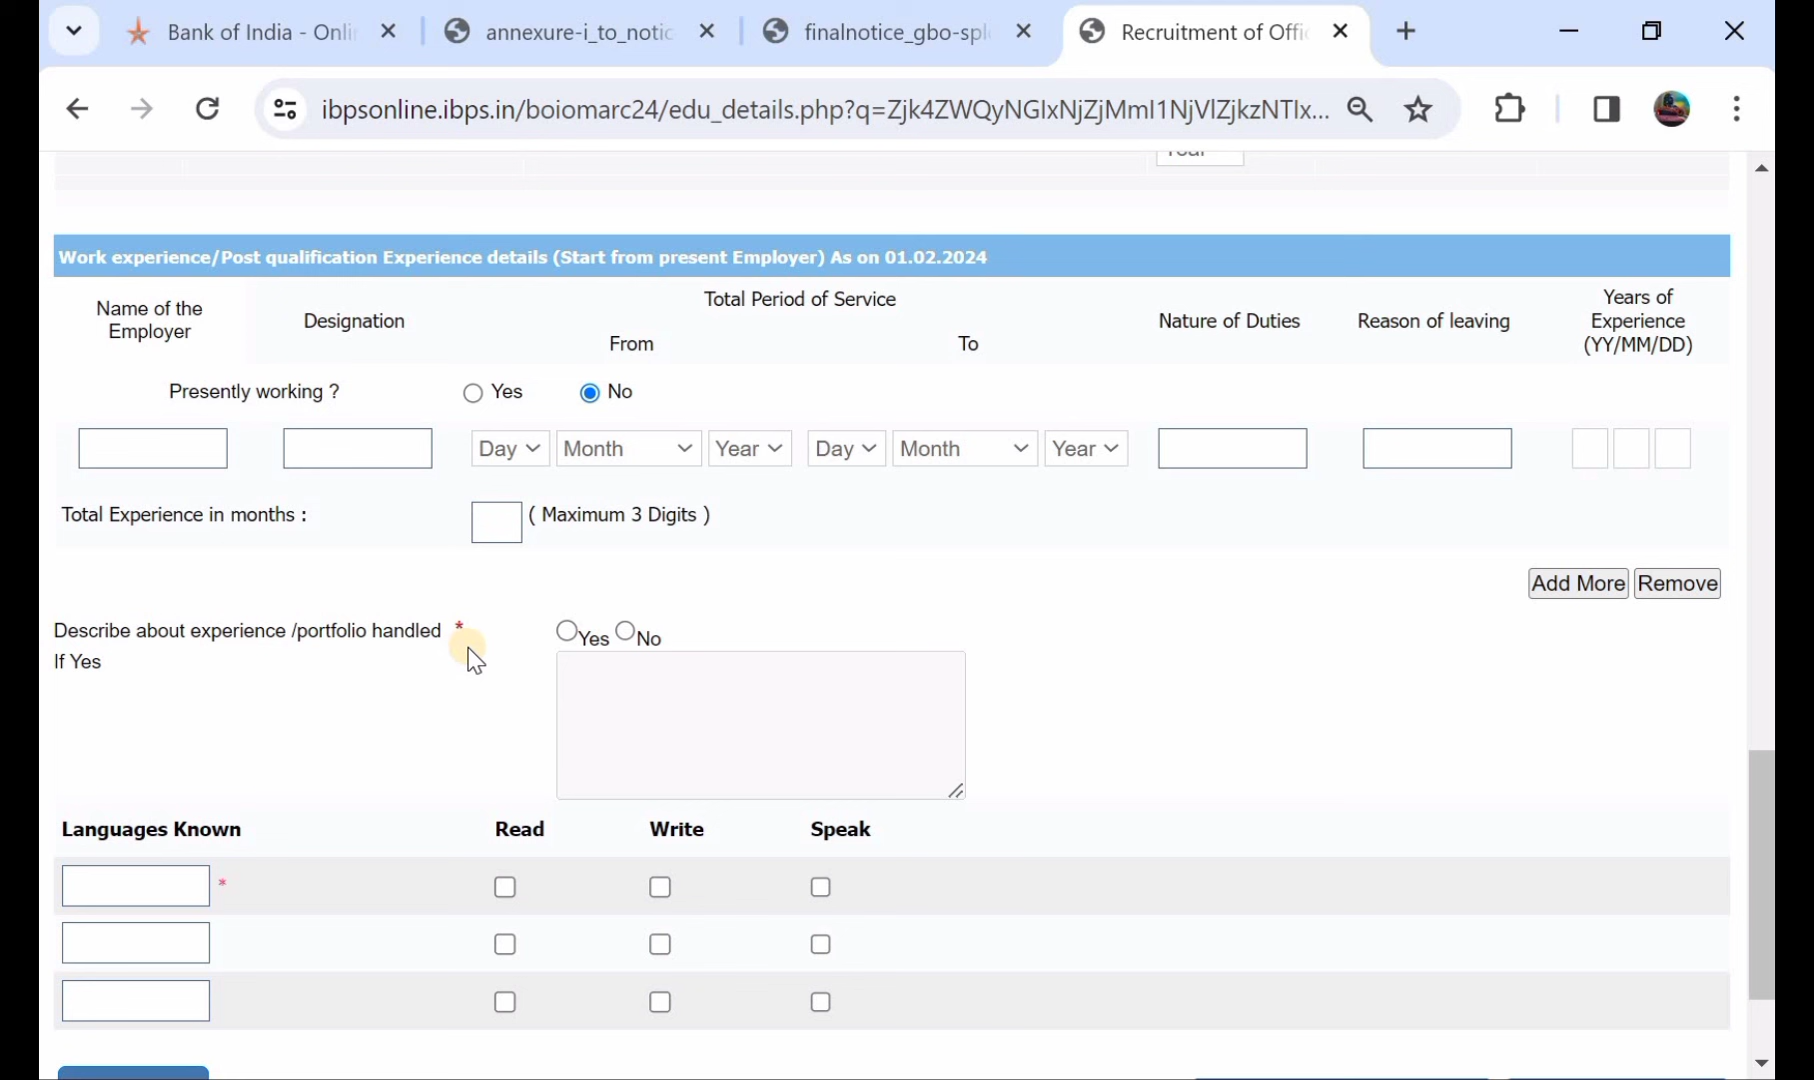 Bank of India - Onli
annexure-i_to_notic
finalnotice_gbo-spl
Recruitment of Offi
ibpsonline.ibps.in/boiomarc24/edu_details.php?q=Zjk4ZWQyNGIxNjZjMmI1NjVlZjkzNTIx...
Year
Work experience/Post qualification Experience details (Start from present Employer) As on 01.02.2024
Name of the Employer Designation Total Period of Service From To Nature of Duties Reason of leaving Years of Experience (YY/MM/DD)
Presently working ? Yes No
Day Month Year Day Month Year
Total Experience in months : ( Maximum 3 Digits )
Add More Remove
Describe about experience /portfolio handled * Yes No
If Yes
Languages Known Read Write Speak
*